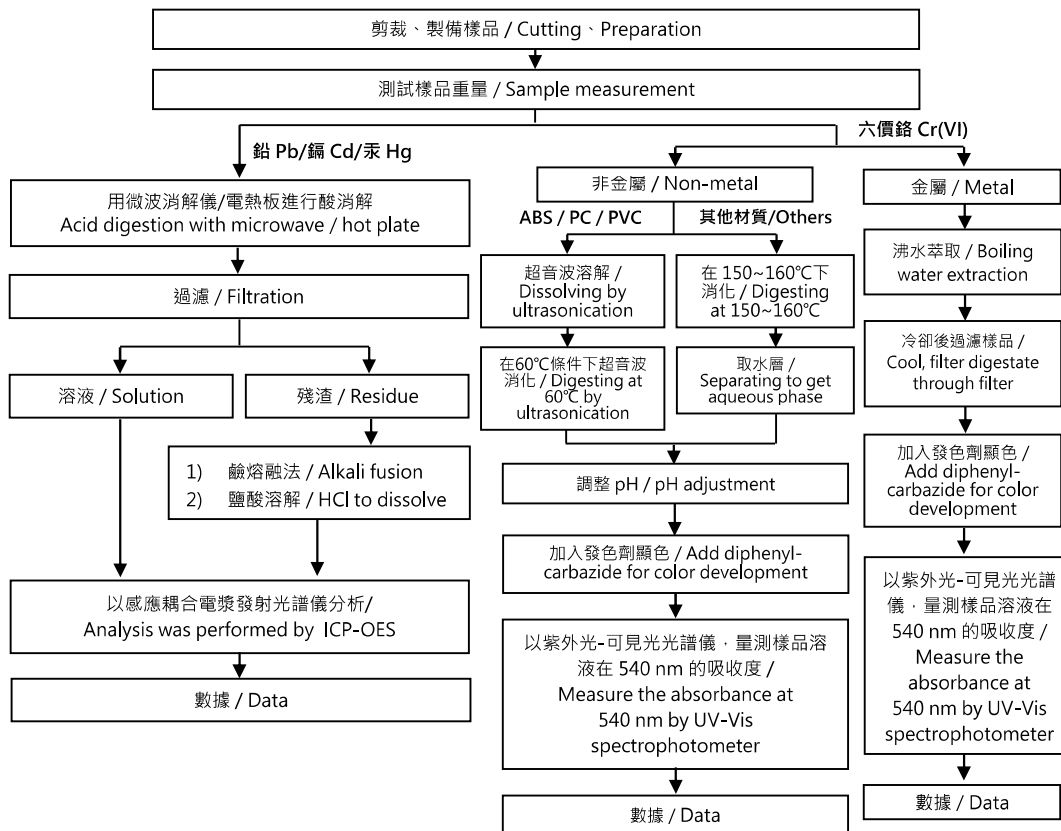 剪裁、製備樣品 / Cutting、Preparation
測試樣品重量 / Sample measurement
鉛 Pb/鎘 Cd/汞 Hg
用微波消解儀/電熱板進行酸消解
Acid digestion with microwave / hot plate
過濾 / Filtration
溶液 / Solution
殘渣 / Residue
1) 鹼熔融法 / Alkali fusion
2) 鹽酸溶解 / HCl to dissolve
以感應耦合電漿發射光譜儀分析/
Analysis was performed by ICP-OES
數據 / Data
六價鉻 Cr(VI)
非金屬 / Non-metal
ABS / PC / PVC
超音波溶解 /
Dissolving by
ultrasonication
在60℃條件下超音波
消化 / Digesting at
60℃ by
ultrasonication
其他材質/Others
在 150~160℃下
消化 / Digesting
at 150~160℃
取水層 /
Separating to get
aqueous phase
調整 pH / pH adjustment
加入發色劑顯色 / Add diphenyl-
carbazide for color development
以紫外光-可見光光譜儀，量測樣品溶
液在 540 nm 的吸收度 /
Measure the absorbance at
540 nm by UV-Vis
spectrophotometer
數據 / Data
金屬 / Metal
沸水萃取 / Boiling
water extraction
冷卻後過濾樣品 /
Cool, filter digestate
through filter
加入發色劑顯色 /
Add diphenyl-
carbazide for color
development
以紫外光-可見光光譜
儀，量測樣品溶液在
540 nm 的吸收度 /
Measure the
absorbance at
540 nm by UV-Vis
spectrophotometer
數據 / Data